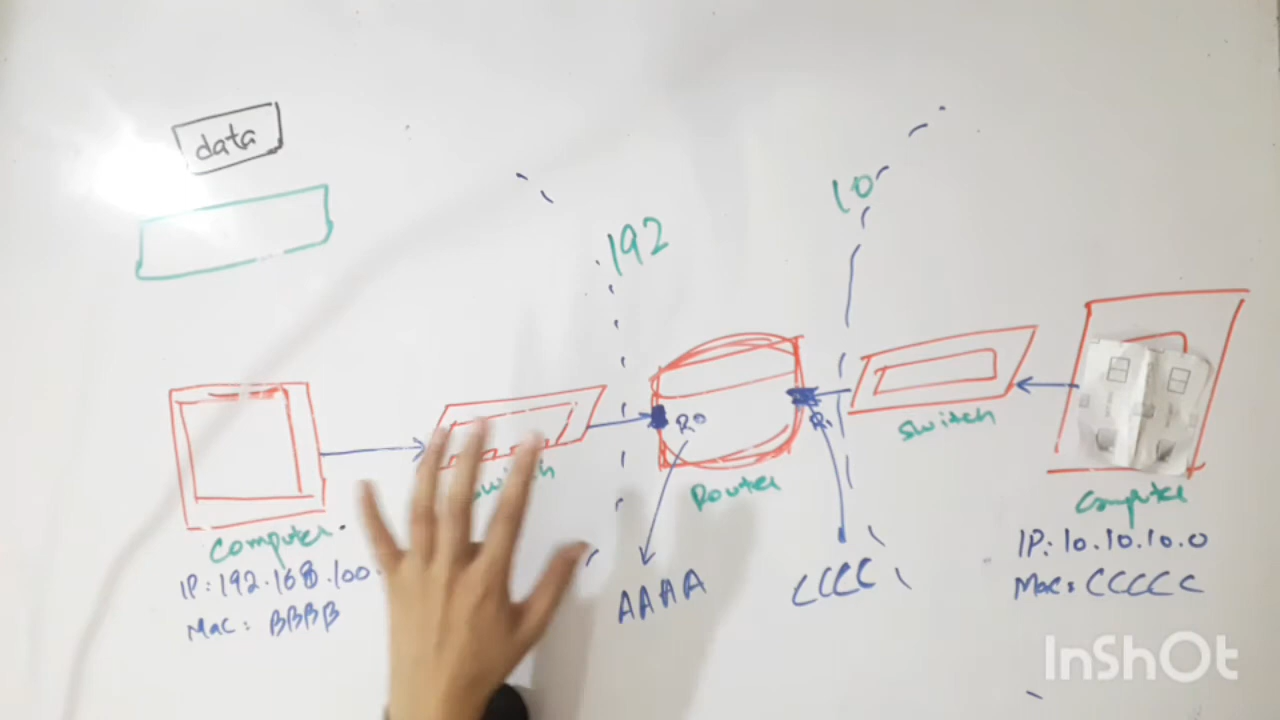 data
10
192
R0
R1
switch
switch
Router
Computer
Computer
IP: 192.168.100.
Mac: BBBB
IP: 10.10.10.0
Mac: CCCCC
AAAA
CCCC
InShOt